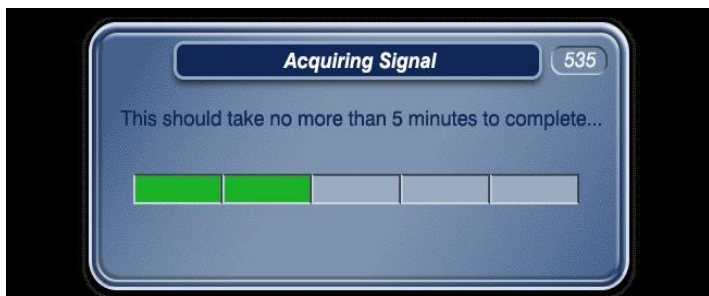 Acquiring Signal 535
This should take no more than 5 minutes to complete...